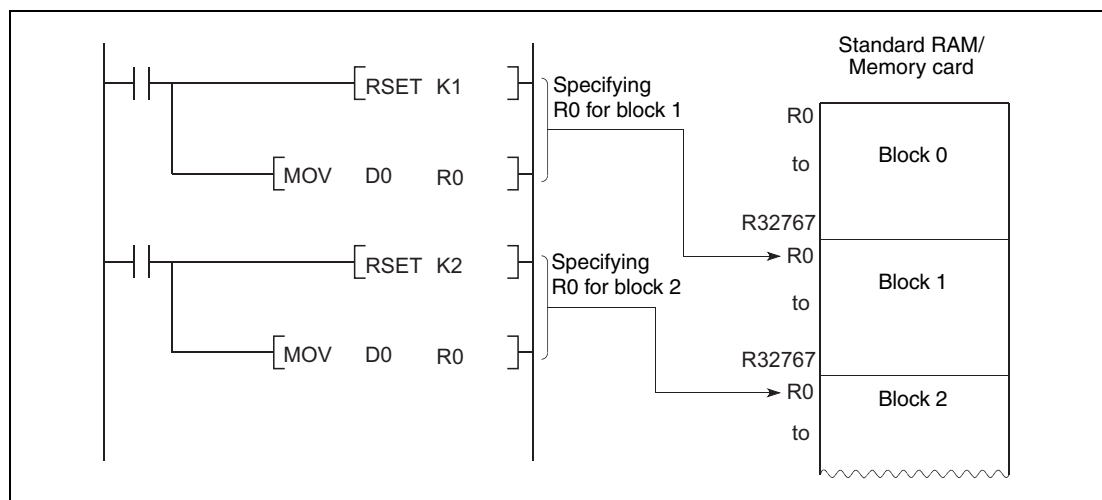 RSET K1
MOV D0 R0
Specifying
R0 for block 1
RSET K2
MOV D0 R0
Specifying
R0 for block 2
Standard RAM/
Memory card
R0
to
Block 0
R32767
R0
to
Block 1
R32767
R0
to
Block 2